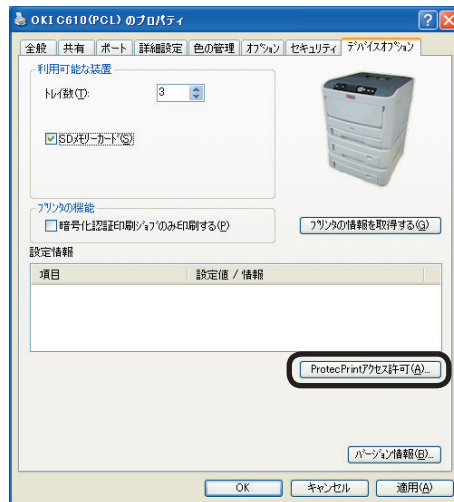 OKI C610(PCL) のプロパティ
全般 共有 ポート 詳細設定 色の管理 オプション セキュリティ デバイスオプション
利用可能な装置
トレイ数(T): 3
SDメモリーカード(S)
プリンタの機能
暗号化認証印刷ジョブのみ印刷する(P)
プリンタの情報を取得する(G)
設定情報
項目 設定値 / 情報
ProtecPrintアクセス許可(A)...
バージョン情報(B)...
OK キャンセル 適用(A)